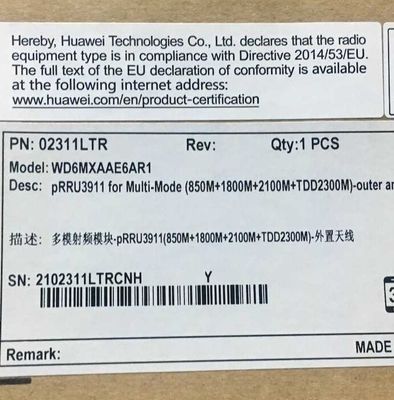 Hereby, Huawei Technologies Co., Ltd. declares that the radio
equipment type is in compliance with Directive 2014/53/EU.
The full text of the EU declaration of conformity is available
at the following internet address:
www.huawei.com/en/product-certification
PN: 02311LTR Rev: Qty:1 PCS
Model: WD6MXAAE6AR1
Desc: pRRU3911 for Multi-Mode (850M+1800M+2100M+TDD2300M)-outer an
描述: 多模射频模块-pRRU3911(850M+1800M+2100M+TDD2300M)-外置天线
SN: 2102311LTRCNH Y
Remark: MADE